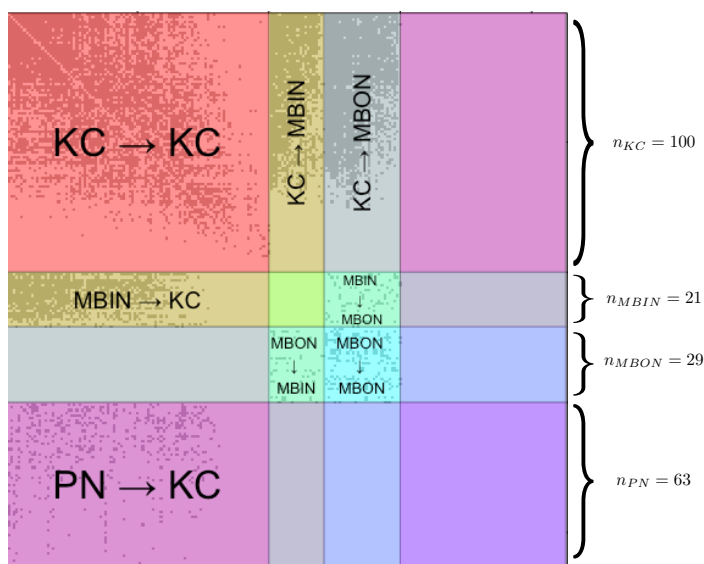 KC → KC
KC → MBIN
KC → MBON
n_{KC} = 100
MBIN → KC
MBIN
↓
MBON
n_{MBIN} = 21
MBON
↓
MBIN
MBON
↓
MBON
n_{MBON} = 29
PN → KC
n_{PN} = 63